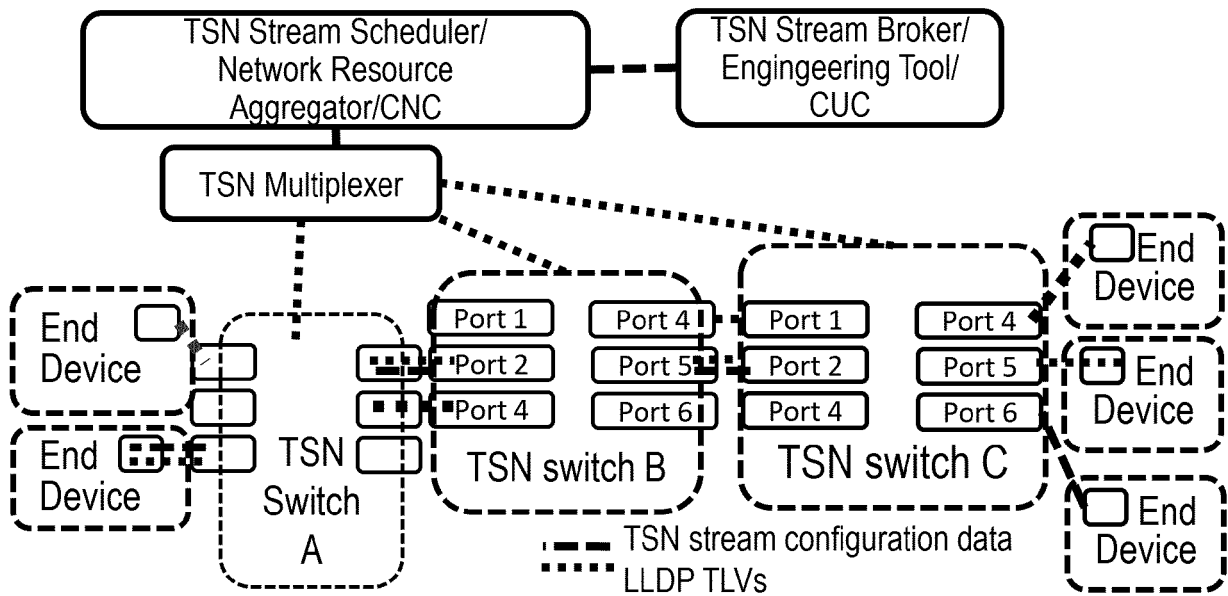 TSN Stream Scheduler/
Network Resource
Aggregator/CNC
TSN Stream Broker/
Engingeering Tool/
CUC
TSN Multiplexer
End
Device
End
Device
TSN
Switch
A
Port 1
Port 2
Port 4
Port 4
Port 5
Port 6
TSN switch B
Port 1
Port 2
Port 4
Port 4
Port 5
Port 6
TSN switch C
End
Device
End
Device
End
Device
TSN stream configuration data
LLDP TLVs